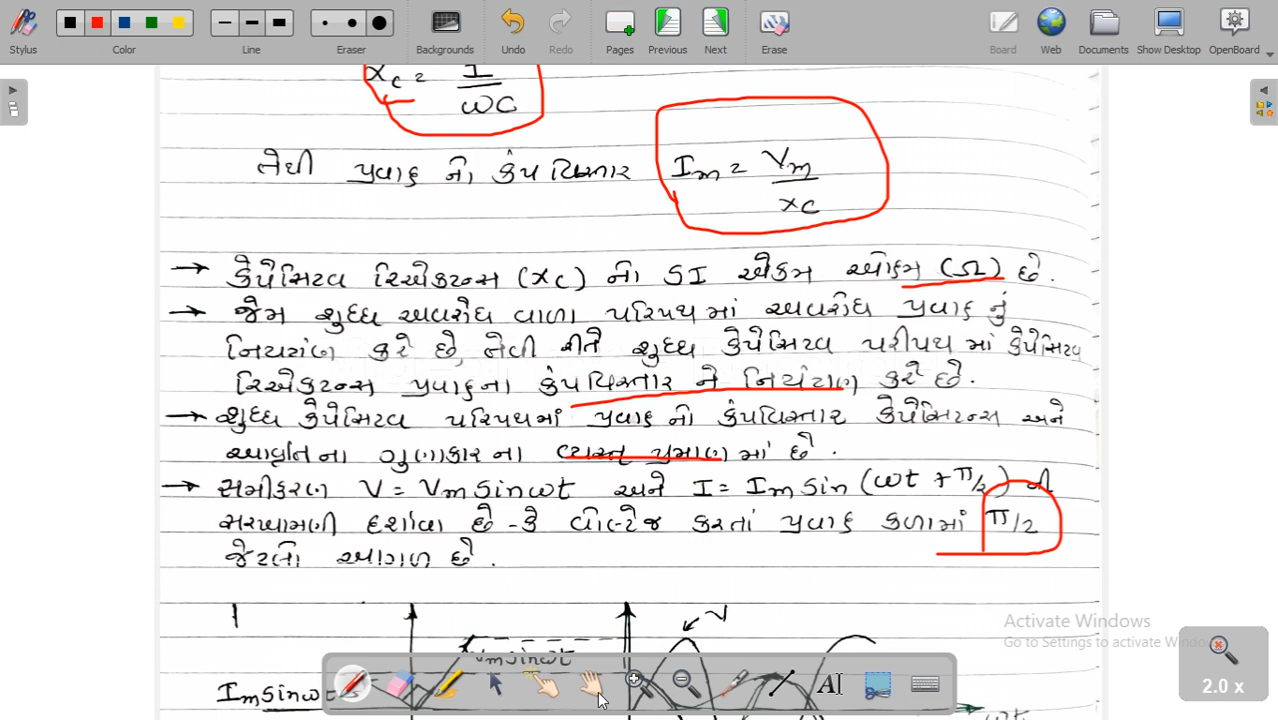 Stylus Color Line Eraser Backgrounds Undo Redo Pages Previous Next Erase Board Web Documents Show Desktop OpenBoard
Xc = 1/ωC
તેથી પ્રવાહ નો કંપ વિસ્તાર Im = Vm/Xc
→ કેપેસિટિવ રિએક્ટન્સ (Xc) નો SI એકમ ઓહ્મ (Ω) છે.
→ જેમ શુદ્ધ અવરોધ વાળા પરિપથમાં અવરોધ પ્રવાહ નું
નિયંત્રણ કરે છે, તેવી રીતે શુદ્ધ કેપેસિટિવ પરીપથ માં કેપેસિટિવ
રિએક્ટન્સ પ્રવાહના કંપવિસ્તાર ને નિયંત્રણ કરે છે.
→ શુદ્ધ કેપેસિટિવ પરિપથમાં પ્રવાહ નો કંપવિસ્તાર કેપેસિટન્સ અને
આવૃત્તિ ના ગુણાકાર ના વ્યસ્ત પ્રમાણ માં છે.
→ સમીકરણ V = Vm Sinωt અને I = Im Sin (ωt + π/2) ની
સરખામણી દર્શાવે છે કે વોલ્ટેજ કરતાં પ્રવાહ કળામાં π/2
જેટલો આગળ છે.
V
Vm sinωt
Im Sinωt
ωt
Activate Windows
Go to Settings to activate Windows
2.0 x